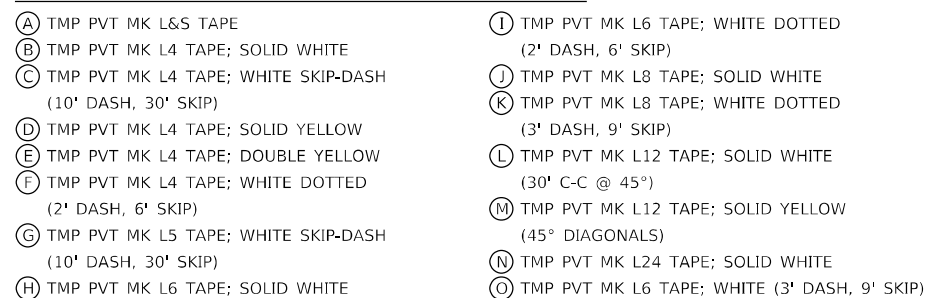 Ⓐ TMP PVT MK L&S TAPE
Ⓑ TMP PVT MK L4 TAPE; SOLID WHITE
Ⓒ TMP PVT MK L4 TAPE; WHITE SKIP-DASH
(10' DASH, 30' SKIP)
Ⓓ TMP PVT MK L4 TAPE; SOLID YELLOW
Ⓔ TMP PVT MK L4 TAPE; DOUBLE YELLOW
Ⓕ TMP PVT MK L4 TAPE; WHITE DOTTED
(2' DASH, 6' SKIP)
Ⓖ TMP PVT MK L5 TAPE; WHITE SKIP-DASH
(10' DASH, 30' SKIP)
Ⓗ TMP PVT MK L6 TAPE; SOLID WHITE
Ⓘ TMP PVT MK L6 TAPE; WHITE DOTTED
(2' DASH, 6' SKIP)
Ⓙ TMP PVT MK L8 TAPE; SOLID WHITE
Ⓚ TMP PVT MK L8 TAPE; WHITE DOTTED
(3' DASH, 9' SKIP)
Ⓛ TMP PVT MK L12 TAPE; SOLID WHITE
(30' C-C @ 45°)
Ⓜ TMP PVT MK L12 TAPE; SOLID YELLOW
(45° DIAGONALS)
Ⓝ TMP PVT MK L24 TAPE; SOLID WHITE
Ⓞ TMP PVT MK L6 TAPE; WHITE (3' DASH, 9' SKIP)